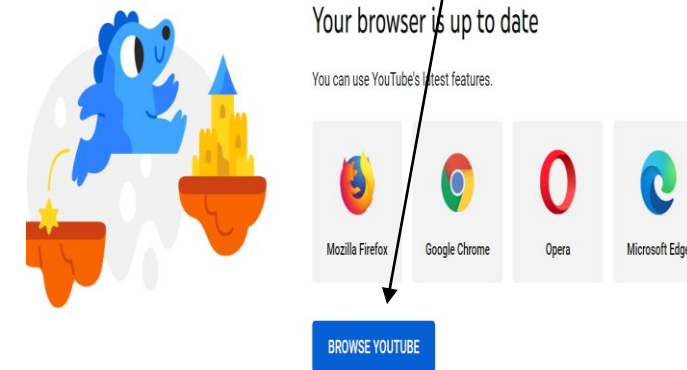 Your browser is up to date
You can use YouTube's latest features.
Mozilla Firefox
Google Chrome
Opera
Microsoft Edge
BROWSE YOUTUBE